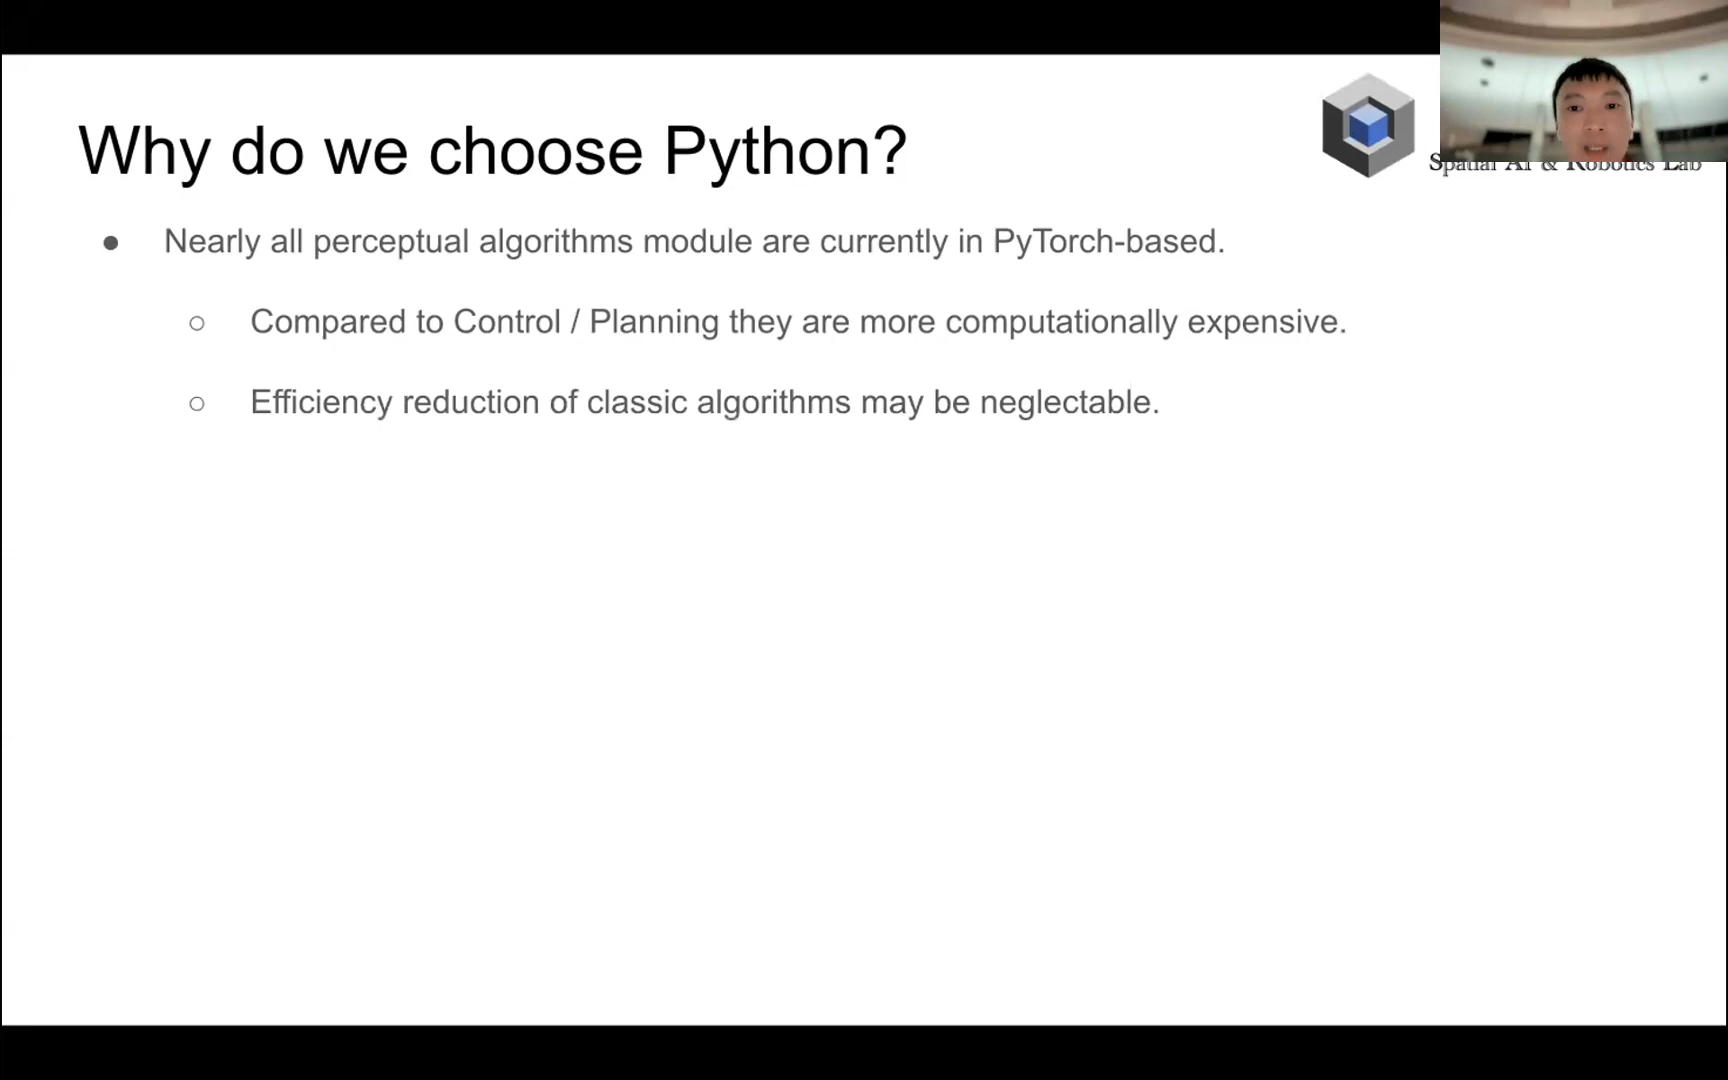 Why do we choose Python?
Spatial AI & Robotics Lab
● Nearly all perceptual algorithms module are currently in PyTorch-based.
○ Compared to Control / Planning they are more computationally expensive.
○ Efficiency reduction of classic algorithms may be neglectable.